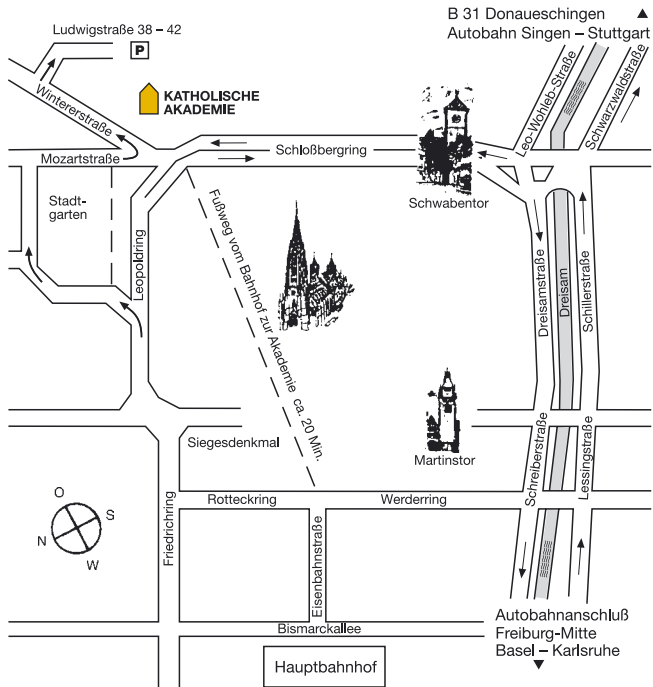 B 31 Donaueschingen ▲
Autobahn Singen – Stuttgart
Ludwigstraße 38 – 42
P
KATHOLISCHE
AKADEMIE
Wintererstraße
Leo-Wohleb-Straße
Schwarzwaldstraße
Mozartstraße
Schloßbergring
Schwabentor
Stadt-
garten
Leopoldring
Fußweg vom Bahnhof zur Akademie ca. 20 Min.
Dreisamstraße
Dreisam
Schillerstraße
Siegesdenkmal
Martinstor
Schreiberstraße
Lessingstraße
Rotteckring
Werderring
O
S
N
W
Friedrichring
Eisenbahnstraße
Bismarckallee
Hauptbahnhof
Autobahnanschluß
Freiburg-Mitte
Basel – Karlsruhe
▼